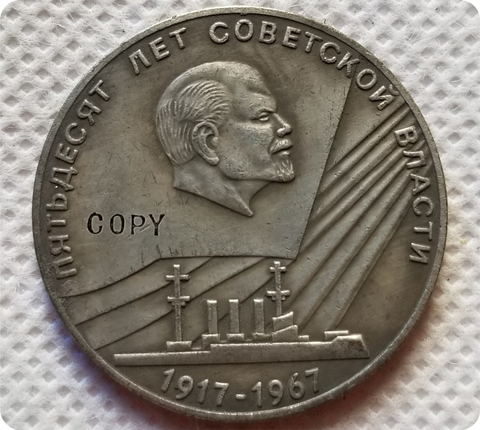 ПЯТЬДЕСЯТ ЛЕТ СОВЕТСКОЙ ВЛАСТИ
COPY
1917-1967